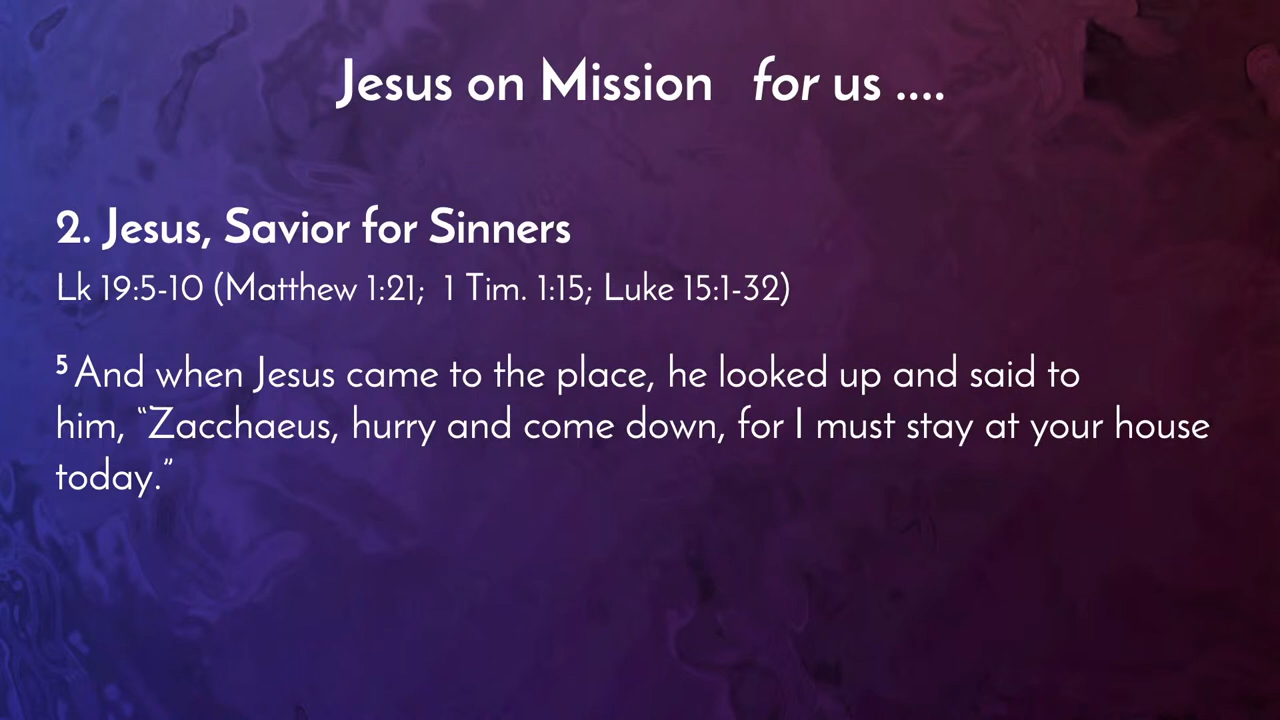 Jesus on Mission for us ....
2. Jesus, Savior for Sinners
Lk 19:5-10 (Matthew 1:21; 1 Tim. 1:15; Luke 15:1-32)
5 And when Jesus came to the place, he looked up and said to
him, “Zacchaeus, hurry and come down, for I must stay at your house
today.”